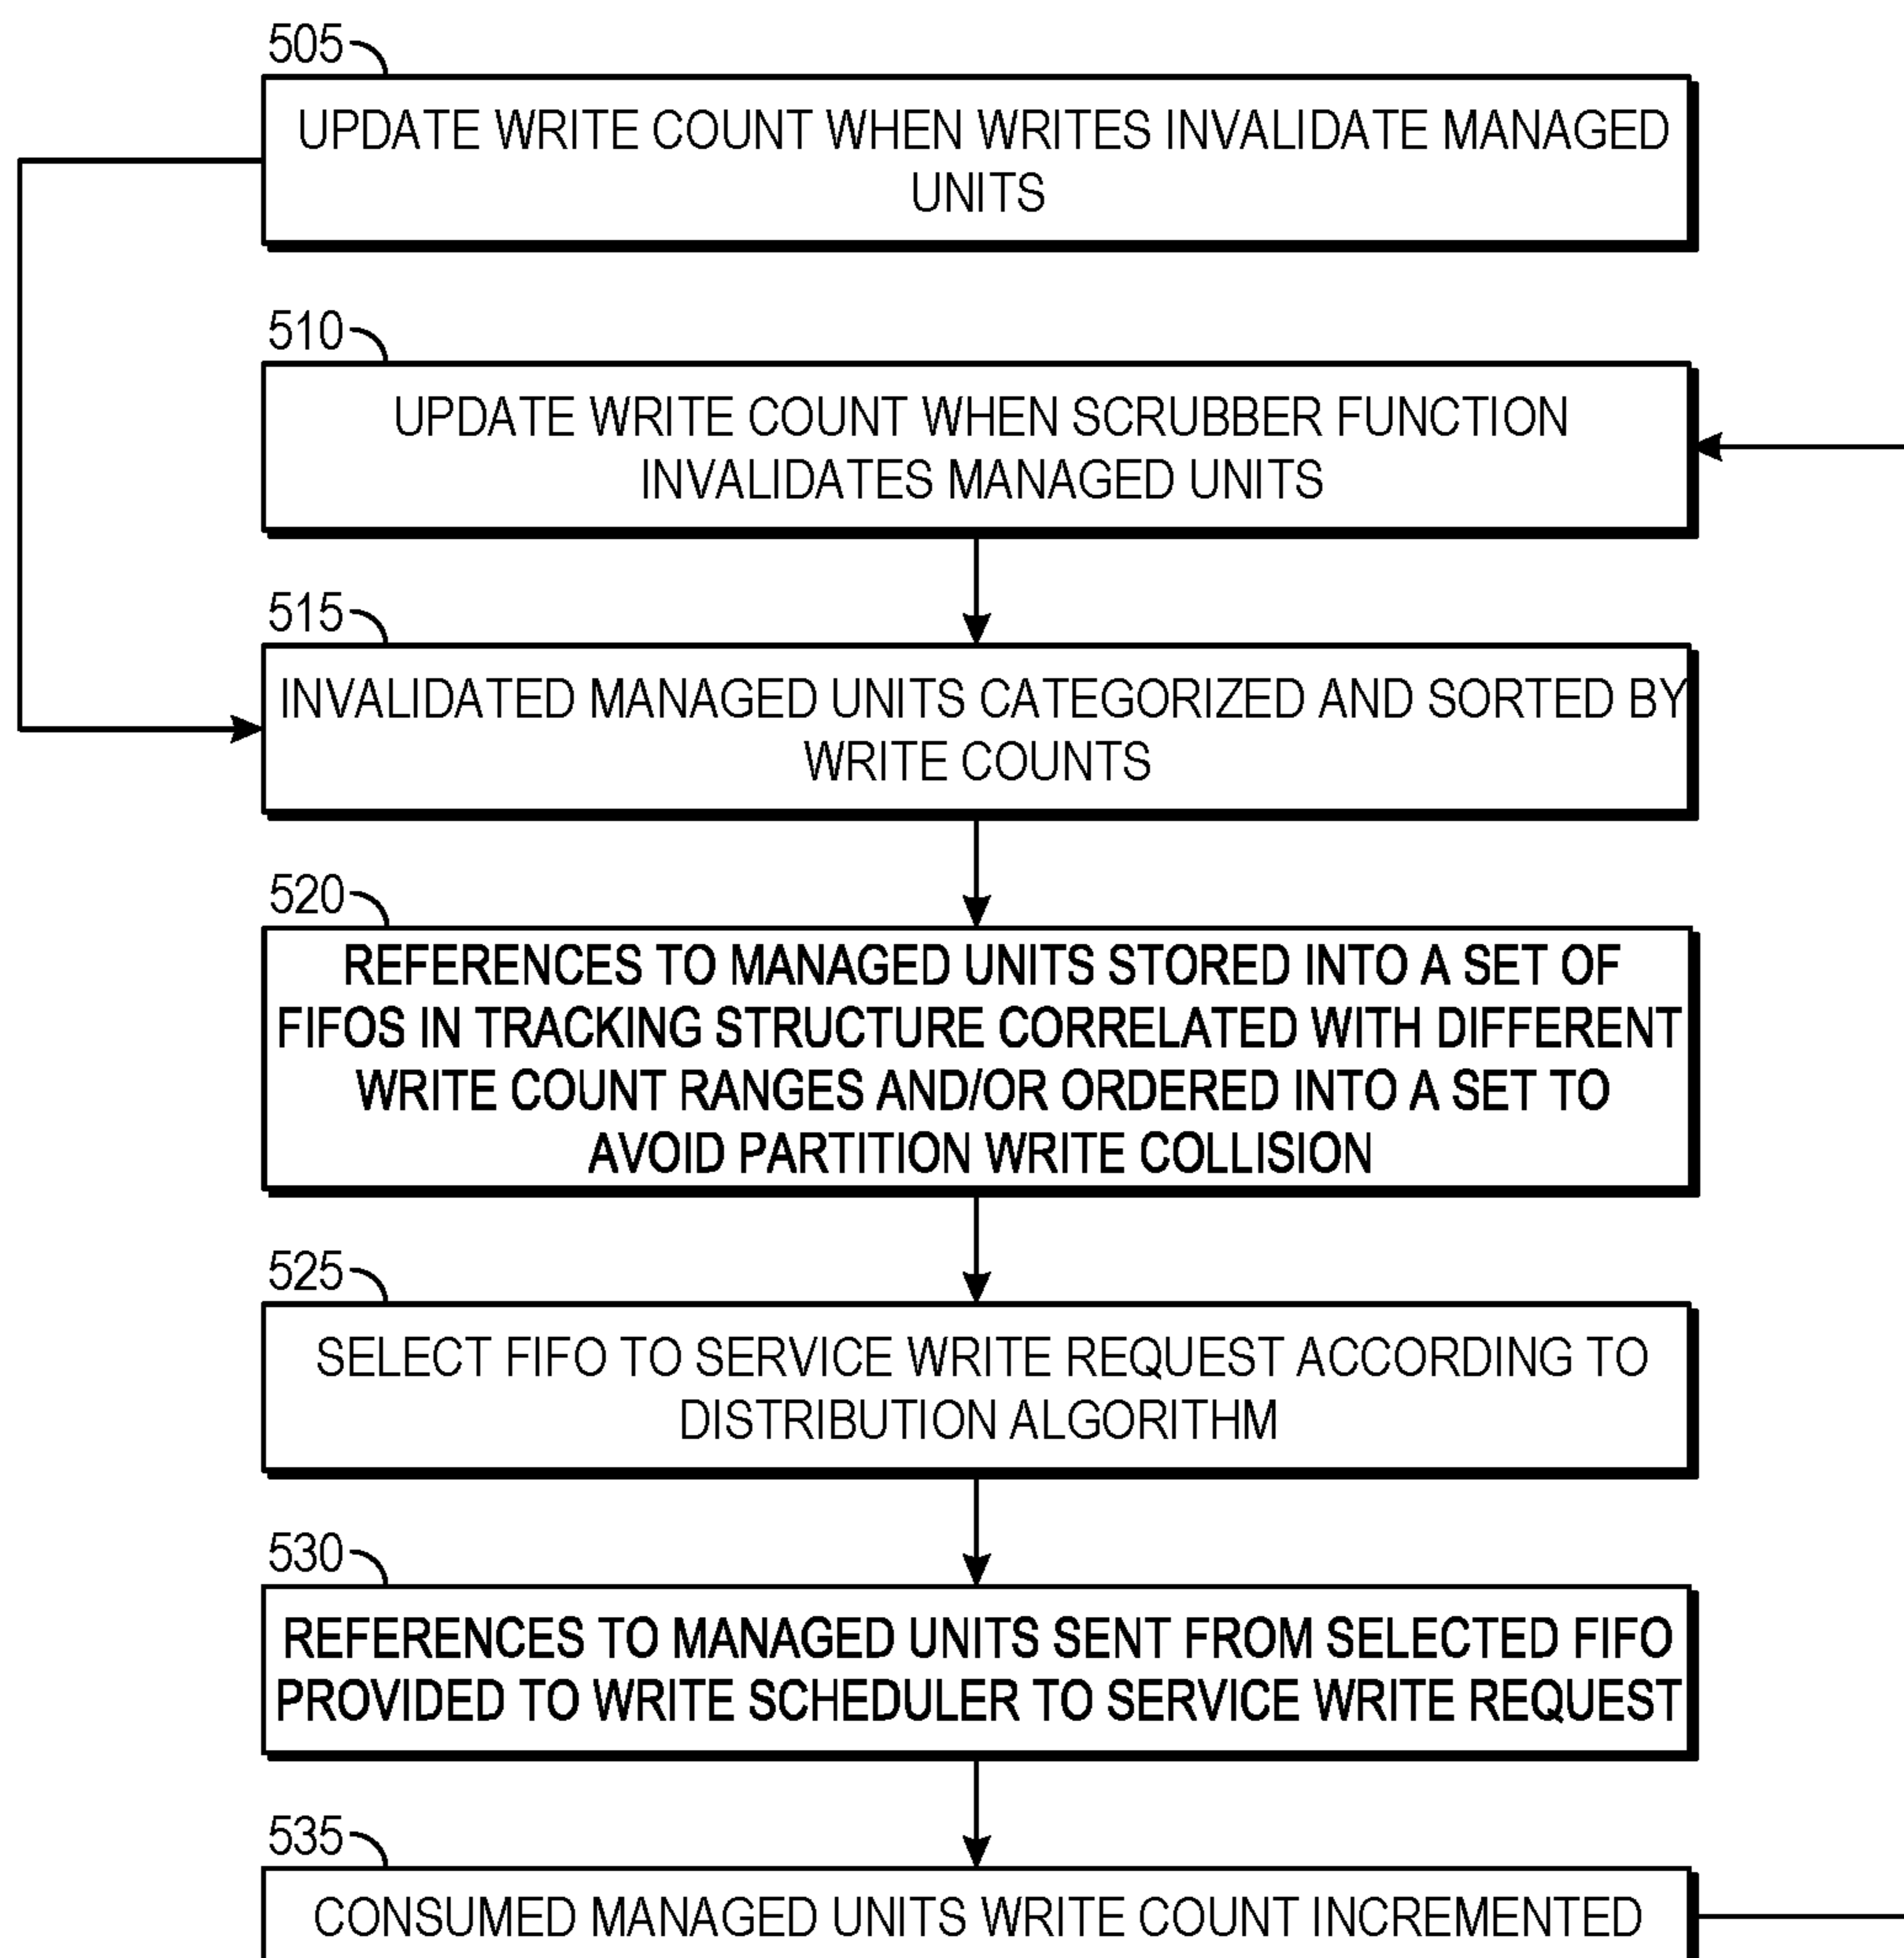 505
UPDATE WRITE COUNT WHEN WRITES INVALIDATE MANAGED
UNITS
510
UPDATE WRITE COUNT WHEN SCRUBBER FUNCTION
INVALIDATES MANAGED UNITS
515
INVALIDATED MANAGED UNITS CATEGORIZED AND SORTED BY
WRITE COUNTS
520
REFERENCES TO MANAGED UNITS STORED INTO A SET OF
FIFOS IN TRACKING STRUCTURE CORRELATED WITH DIFFERENT
WRITE COUNT RANGES AND/OR ORDERED INTO A SET TO
AVOID PARTITION WRITE COLLISION
525
SELECT FIFO TO SERVICE WRITE REQUEST ACCORDING TO
DISTRIBUTION ALGORITHM
530
REFERENCES TO MANAGED UNITS SENT FROM SELECTED FIFO
PROVIDED TO WRITE SCHEDULER TO SERVICE WRITE REQUEST
535
CONSUMED MANAGED UNITS WRITE COUNT INCREMENTED